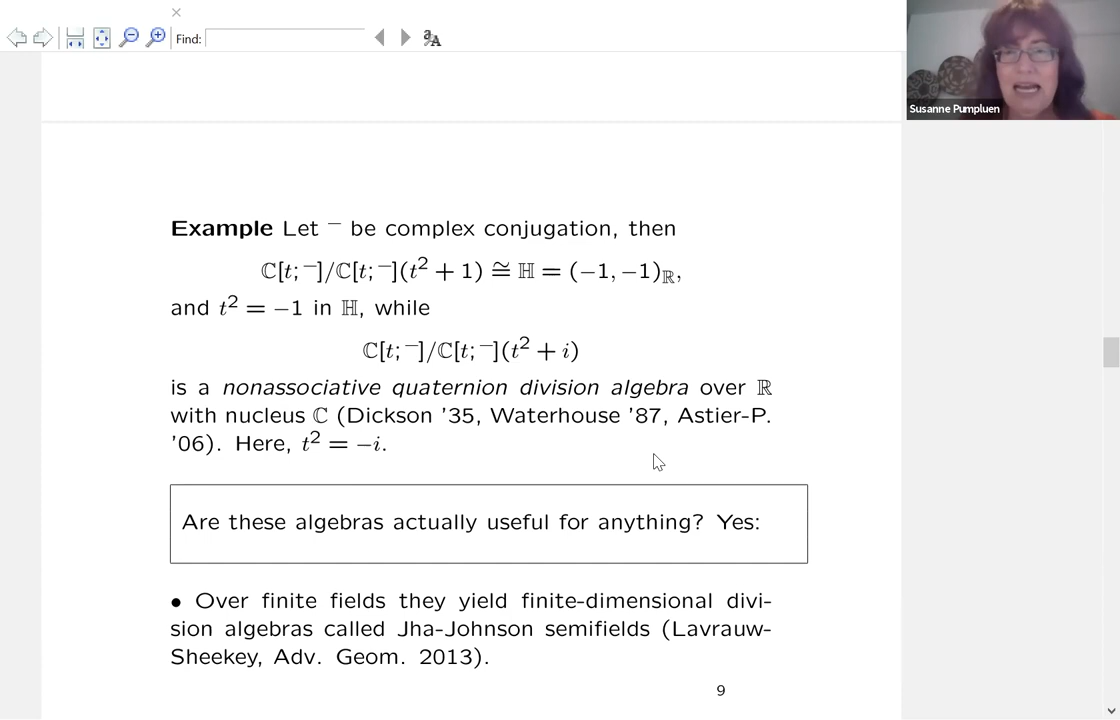 Find:
Susanne Pumpluen
Example Let ‾ be complex conjugation, then
ℂ[t; ‾]/ℂ[t; ‾](t² + 1) ≅ ℍ = (−1, −1)ℝ,
and t² = −1 in ℍ, while
ℂ[t; ‾]/ℂ[t; ‾](t² + i)
is a nonassociative quaternion division algebra over ℝ
with nucleus ℂ (Dickson '35, Waterhouse '87, Astier-P.
'06). Here, t² = −i.
Are these algebras actually useful for anything? Yes:
• Over finite fields they yield finite-dimensional divi-
sion algebras called Jha-Johnson semifields (Lavrauw-
Sheekey, Adv. Geom. 2013).
9